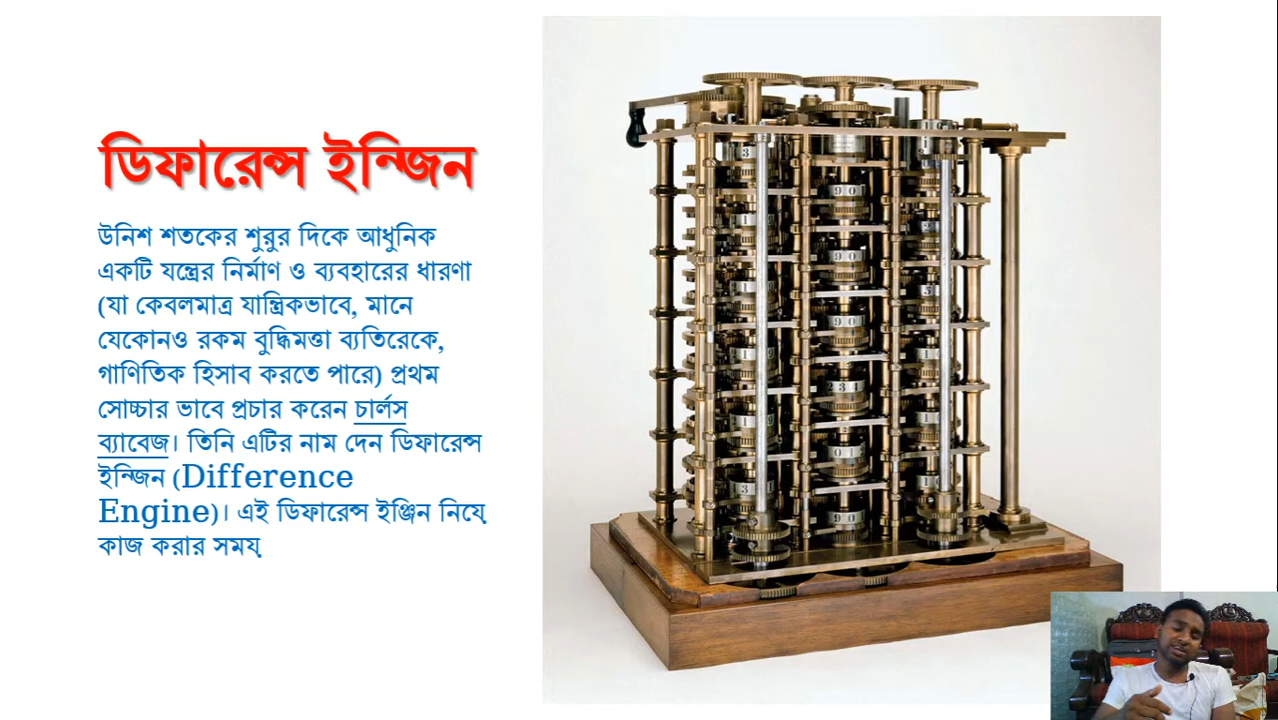 ডিফারেন্স ইন্জিন
উনিশ শতকের শুরুর দিকে আধুনিক
একটি যন্ত্রের নির্মাণ ও ব্যবহারের ধারণা
(যা কেবলমাত্র যান্ত্রিকভাবে, মানে
যেকোনও রকম বুদ্ধিমত্তা ব্যতিরেকে,
গাণিতিক হিসাব করতে পারে) প্রথম
সোচ্চার ভাবে প্রচার করেন চার্লস
ব্যাবেজ। তিনি এটির নাম দেন ডিফারেন্স
ইন্জিন (Difference
Engine)। এই ডিফারেন্স ইঞ্জিন নিয়ে
কাজ করার সময়